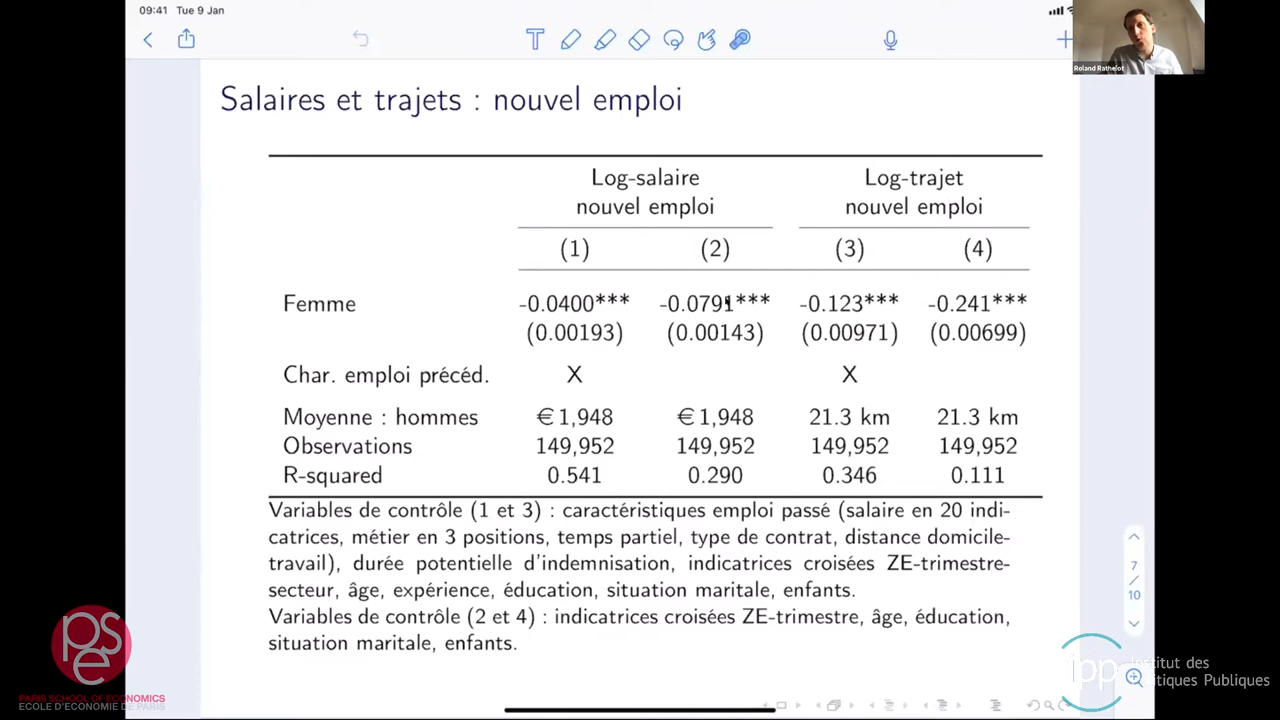 09:41 Tue 9 Jan
Roland Rathelot
Salaires et trajets : nouvel emploi
Log-salaire Log-trajet
nouvel emploi nouvel emploi
(1) (2) (3) (4)
Femme -0.0400*** -0.0791*** -0.123*** -0.241***
(0.00193) (0.00143) (0.00971) (0.00699)
Char. emploi précéd. X X
Moyenne : hommes €1,948 €1,948 21.3 km 21.3 km
Observations 149,952 149,952 149,952 149,952
R-squared 0.541 0.290 0.346 0.111
Variables de contrôle (1 et 3) : caractéristiques emploi passé (salaire en 20 indi-
catrices, métier en 3 positions, temps partiel, type de contrat, distance domicile-
travail), durée potentielle d'indemnisation, indicatrices croisées ZE-trimestre-
secteur, âge, expérience, éducation, situation maritale, enfants.
Variables de contrôle (2 et 4) : indicatrices croisées ZE-trimestre, âge, éducation,
situation maritale, enfants.
7
/
10
pse
PARIS SCHOOL OF ECONOMICS
ECOLE D'ECONOMIE DE PARIS
ipp
Institut des
Politiques Publiques